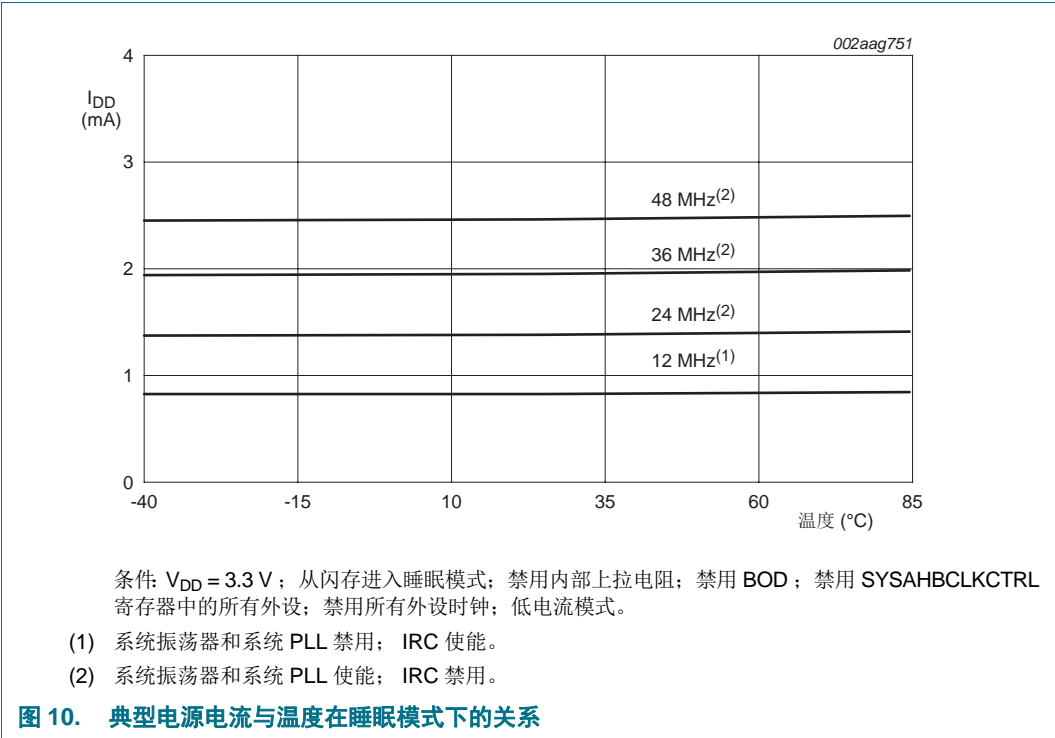 002aag751
4
IDD
(mA)
3
48 MHz(2)
36 MHz(2)
2
24 MHz(2)
12 MHz(1)
1
0
-40 -15 10 35 60 85
温度 (°C)
条件: VDD = 3.3 V ；从闪存进入睡眠模式；禁用内部上拉电阻；禁用 BOD ；禁用 SYSAHBCLKCTRL
寄存器中的所有外设；禁用所有外设时钟；低电流模式。
(1) 系统振荡器和系统 PLL 禁用； IRC 使能。
(2) 系统振荡器和系统 PLL 使能； IRC 禁用。
图 10. 典型电源电流与温度在睡眠模式下的关系